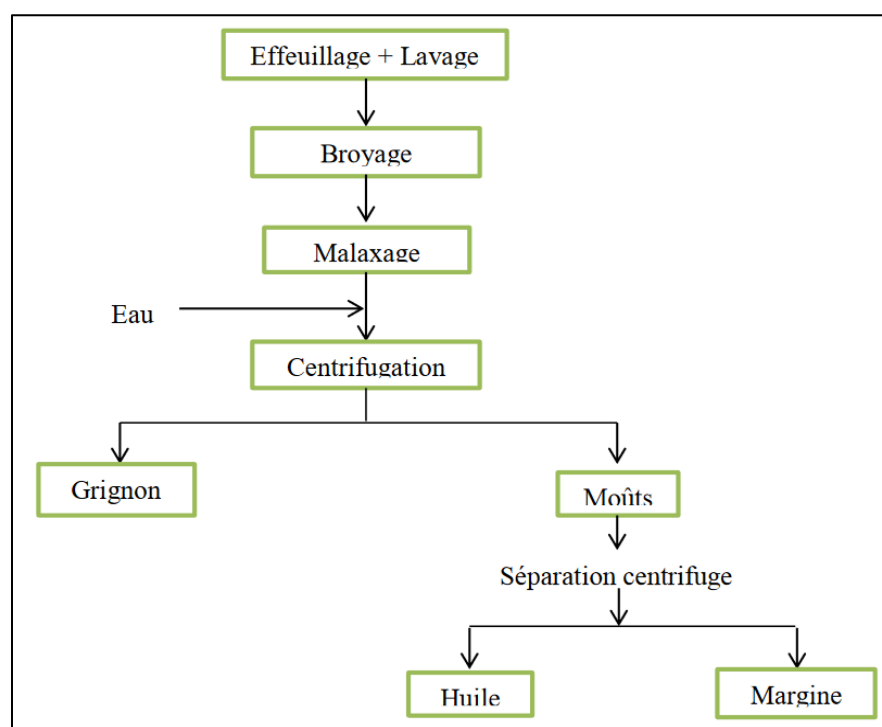 Effeuillage + Lavage
Broyage
Malaxage
Eau
Centrifugation
Grignon
Moûts
Séparation centrifuge
Huile
Margine